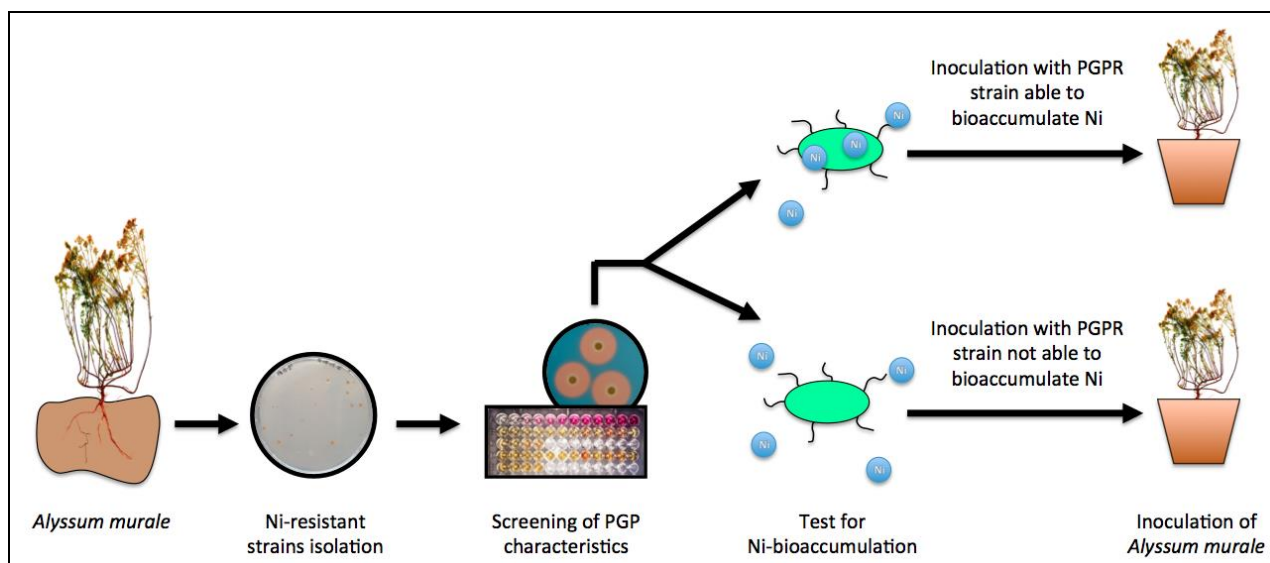 Inoculation with PGPR
strain able to
bioaccumulate Ni
Ni
Ni
Ni
Ni
Inoculation with PGPR
strain not able to
bioaccumulate Ni
Ni
Ni
Ni
Ni
Alyssum murale
Ni-resistant
strains isolation
Screening of PGP
characteristics
Test for
Ni-bioaccumulation
Inoculation of
Alyssum murale